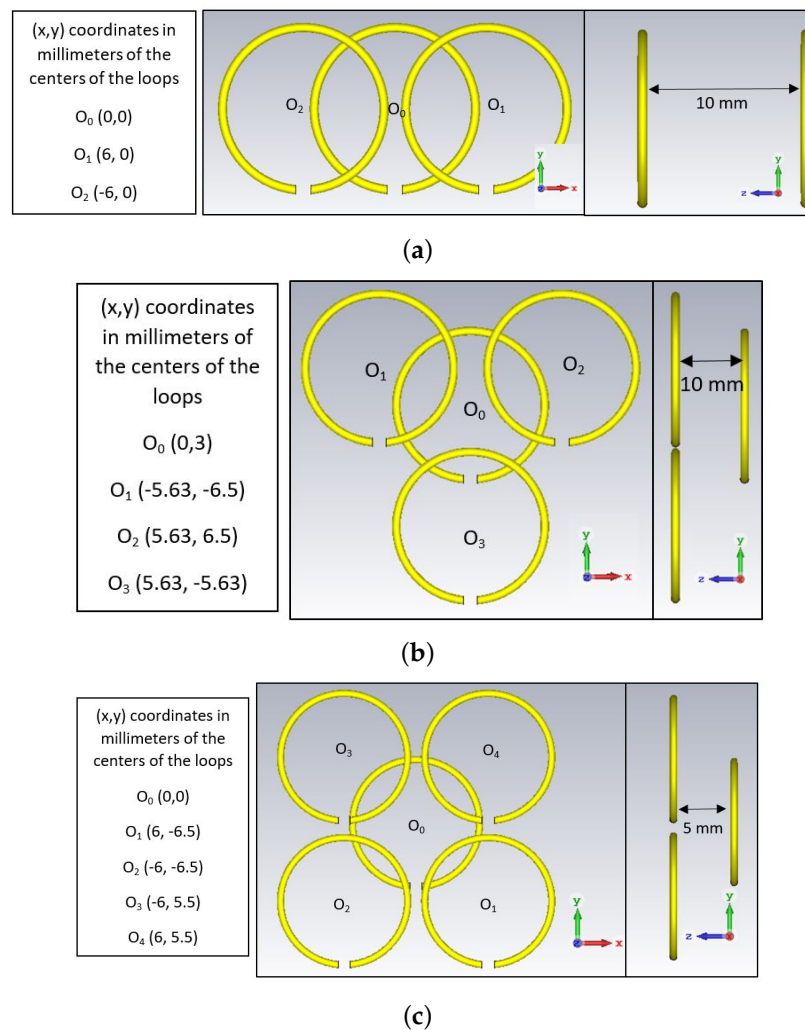 (x,y) coordinates in
millimeters of the
centers of the loops
O₀ (0,0)
O₁ (6, 0)
O₂ (-6, 0)
O₂
O₀
O₁
y
z
x
10 mm
y
z
x
(a)
(x,y) coordinates
in millimeters of
the centers of the
loops
O₀ (0,3)
O₁ (-5.63, -6.5)
O₂ (5.63, 6.5)
O₃ (5.63, -5.63)
O₁
O₂
O₀
O₃
y
z
x
10 mm
y
z
x
(b)
(x,y) coordinates in
millimeters of the
centers of the loops
O₀ (0,0)
O₁ (6, -6.5)
O₂ (-6, -6.5)
O₃ (-6, 5.5)
O₄ (6, 5.5)
O₃
O₄
O₀
O₂
O₁
y
z
x
5 mm
y
z
x
(c)